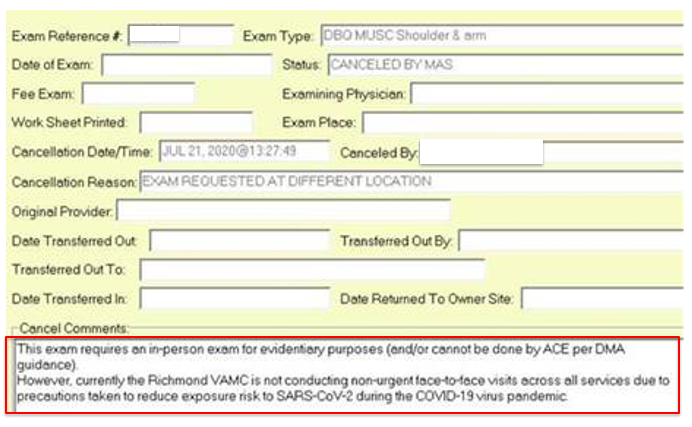 Exam Reference #: Exam Type: DBQ MUSC Shoulder & arm
Date of Exam: Status: CANCELED BY MAS
Fee Exam: Examining Physician:
Work Sheet Printed: Exam Place:
Cancellation Date/Time: JUL 21, 2020@13:27:49 Canceled By:
Cancellation Reason: EXAM REQUESTED AT DIFFERENT LOCATION
Original Provider:
Date Transferred Out: Transferred Out By:
Transferred Out To:
Date Transferred In: Date Returned To Owner Site:
Cancel Comments:
This exam requires an in-person exam for evidentiary purposes (and/or cannot be done by ACE per DMA
guidance).
However, currently the Richmond VAMC is not conducting non-urgent face-to-face visits across all services due to
precautions taken to reduce exposure risk to SARS-CoV-2 during the COVID-19 virus pandemic.